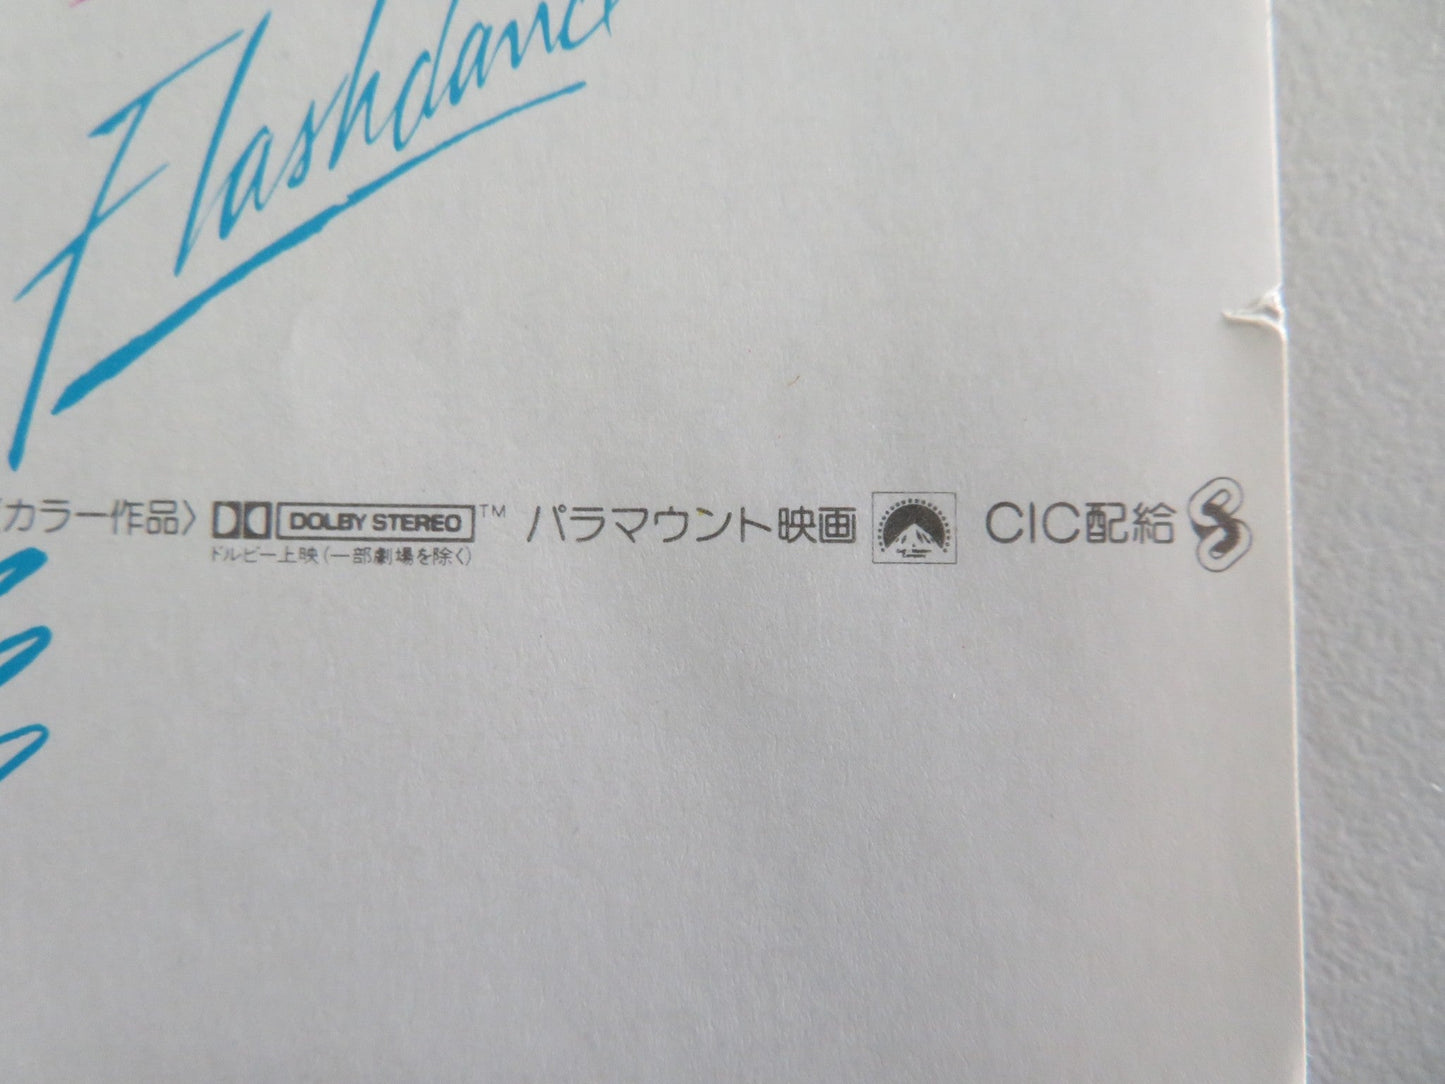 Flashdance
〈カラー作品〉 DOLBY STEREO™ パラマウント映画 CIC配給
ドルビー上映(一部劇場を除く)